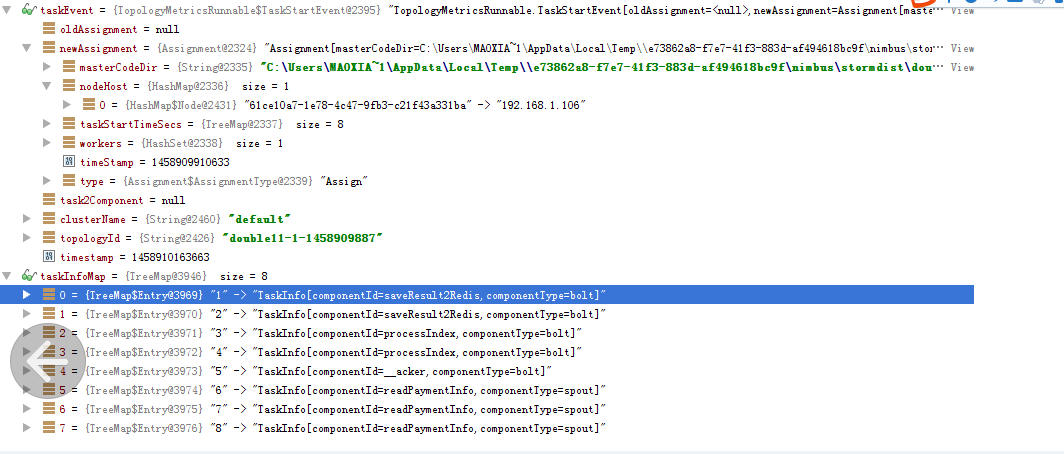 taskEvent = {TopologyMetricsRunnable$TaskStartEvent@2395} "TopologyMetricsRunnable.TaskStartEvent[oldAssignment=<null>,newAssignment=Assignment[maste··· View
oldAssignment = null
newAssignment = {Assignment@2324} "Assignment[masterCodeDir=C:\Users\MAOXIA~1\AppData\Local\Temp\\e73862a8-f7e7-41f3-883d-af494618bc9f\nimbus\stor··· View
masterCodeDir = {String@2335} "C:\Users\MAOXIA~1\AppData\Local\Temp\\e73862a8-f7e7-41f3-883d-af494618bc9f\nimbus\stormdist\dou··· View
nodeHost = {HashMap@2336} size = 1
0 = {HashMap$Node@2431} "61ce10a7-1e78-4c47-9fb3-c21f43a331ba" -> "192.168.1.106"
taskStartTimeSecs = {TreeMap@2337} size = 8
workers = {HashSet@2338} size = 1
timeStamp = 1458909910633
type = {Assignment$AssignmentType@2339} "Assign"
task2Component = null
clusterName = {String@2460} "default"
topologyId = {String@2426} "double11-1-1458909887"
timestamp = 1458910163663
taskInfoMap = {TreeMap@3946} size = 8
0 = {TreeMap$Entry@3969} "1" -> "TaskInfo[componentId=saveResult2Redis, componentType=bolt]"
1 = {TreeMap$Entry@3970} "2" -> "TaskInfo[componentId=saveResult2Redis, componentType=bolt]"
2 = {TreeMap$Entry@3971} "3" -> "TaskInfo[componentId=processIndex, componentType=bolt]"
3 = {TreeMap$Entry@3972} "4" -> "TaskInfo[componentId=processIndex, componentType=bolt]"
4 = {TreeMap$Entry@3973} "5" -> "TaskInfo[componentId=__acker, componentType=bolt]"
5 = {TreeMap$Entry@3974} "6" -> "TaskInfo[componentId=readPaymentInfo, componentType=spout]"
6 = {TreeMap$Entry@3975} "7" -> "TaskInfo[componentId=readPaymentInfo, componentType=spout]"
7 = {TreeMap$Entry@3976} "8" -> "TaskInfo[componentId=readPaymentInfo, componentType=spout]"